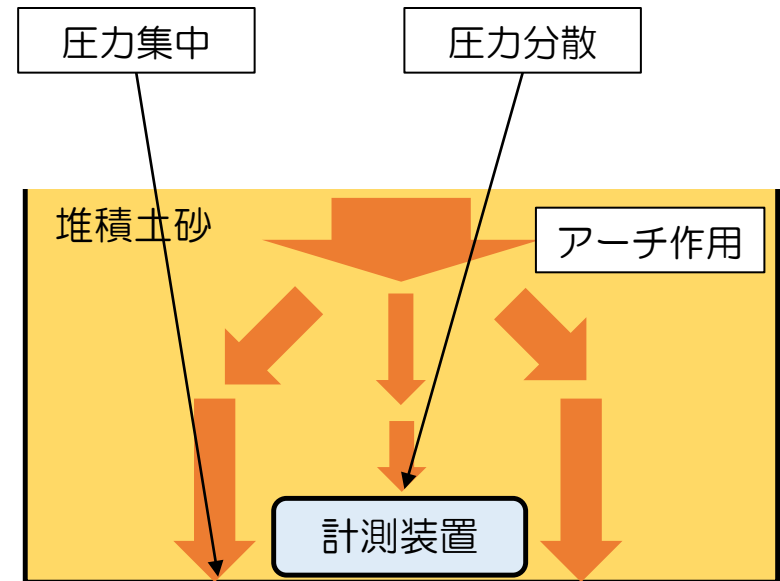 圧力集中
圧力分散
堆積土砂
アーチ作用
計測装置